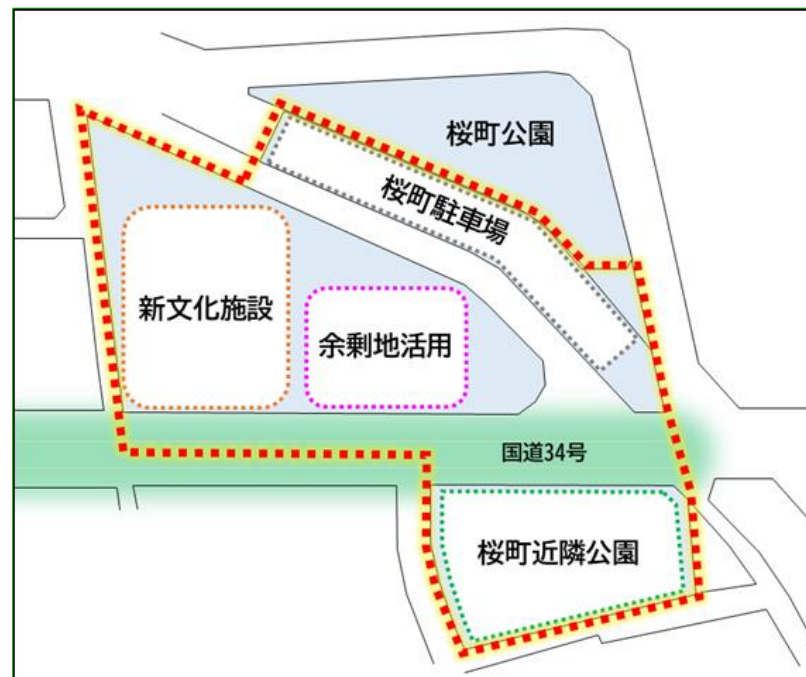 桜町公園
桜町駐車場
新文化施設
余剰地活用
国道34号
桜町近隣公園